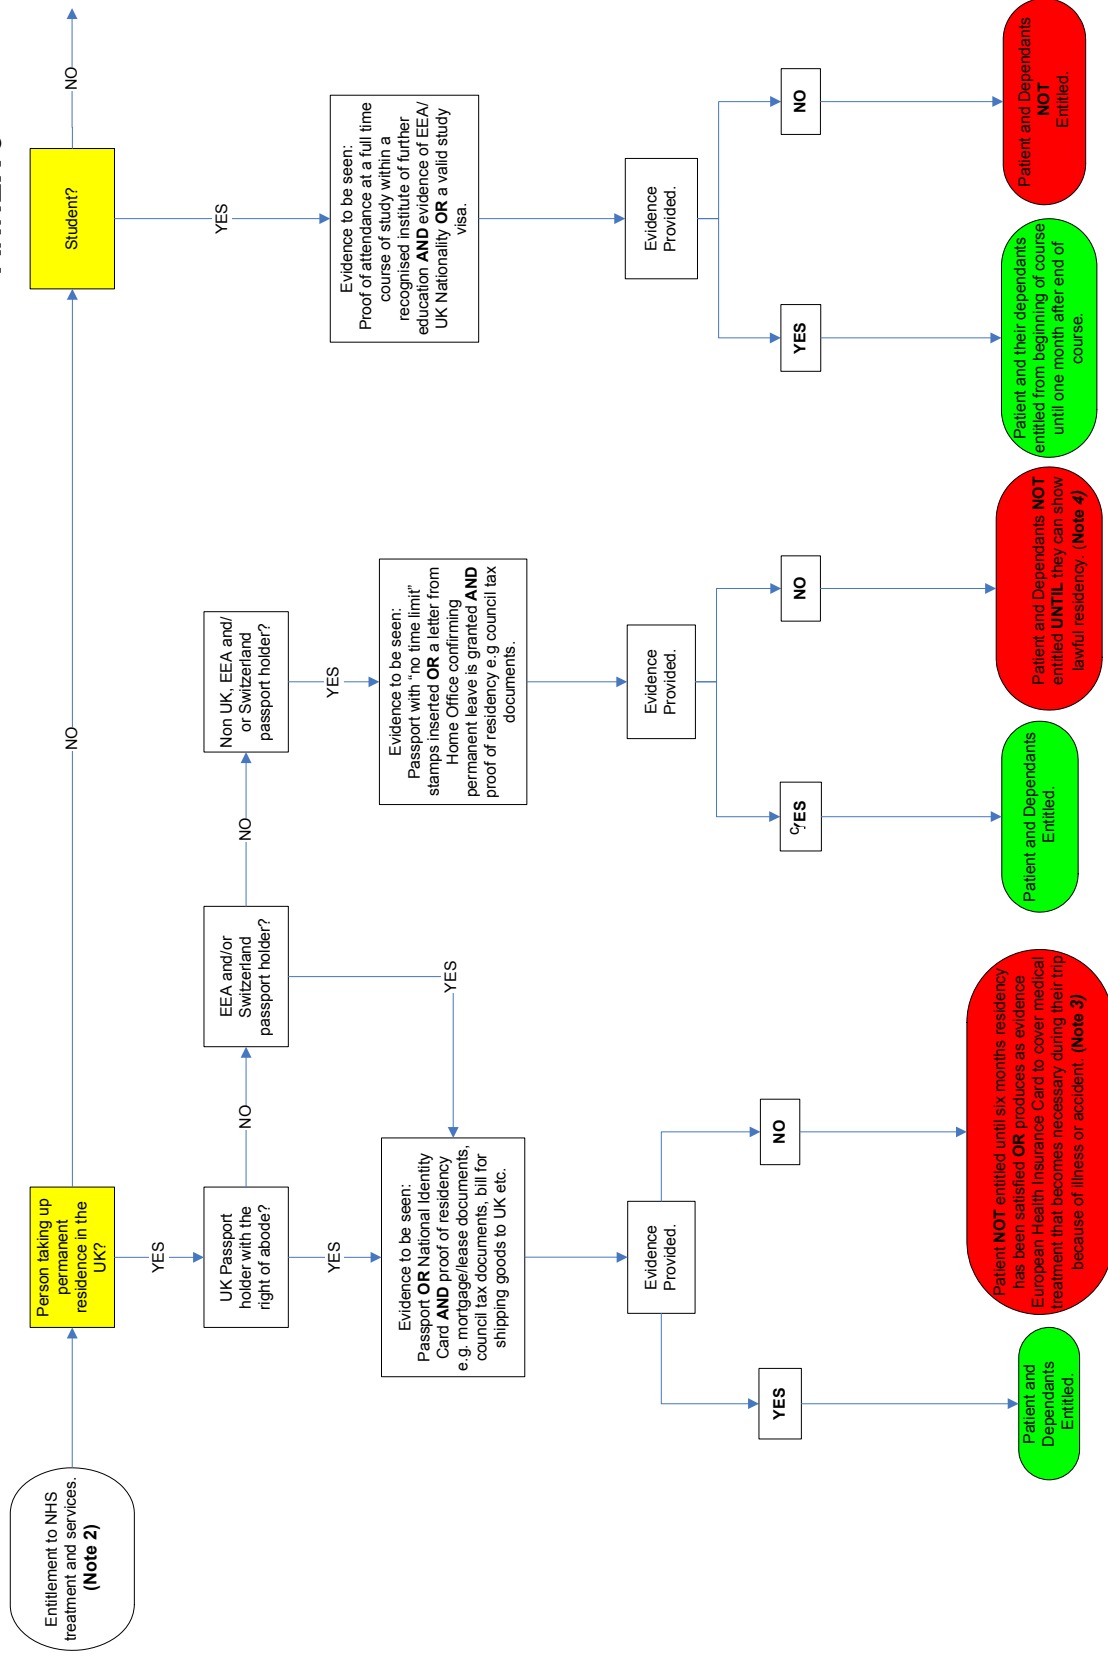 Entitlement to NHS
treatment and services.
(Note 2)
Person taking up
permanent
residence in the
UK?
NO
Student?
NO
YES
UK Passport
holder with the
right of abode?
NO
EEA and/or
Switzerland
passport holder?
NO
Non UK, EEA and/
or Switzerland
passport holder?
YES
YES
YES
YES
Evidence to be seen:
Passport OR National Identity
Card AND proof of residency
e.g. mortgage/lease documents,
council tax documents, bill for
shipping goods to UK etc.
Evidence to be seen:
Passport with “no time limit”
stamps inserted OR a letter from
Home Office confirming
permanent leave is granted AND
proof of residency e.g council tax
documents.
Evidence to be seen:
Proof of attendance at a full time
course of study within a
recognised institute of further
education AND evidence of EEA/
UK Nationality OR a valid study
visa.
Evidence
Provided.
Evidence
Provided.
Evidence
Provided.
YES
NO
YES
NO
YES
NO
Patient and
Dependants
Entitled.
Patient NOT entitled until six months residency
has been satisfied OR produces as evidence
European Health Insurance Card to cover medical
treatment that becomes necessary during their trip
because of illness or accident. (Note 3)
Patient and Dependants
Entitled.
Patient and Dependants NOT
entitled UNTIL they can show
lawful residency. (Note 4)
Patient and their dependants
entitled from beginning of course
until one month after end of
course.
Patient and Dependants
NOT
Entitled.